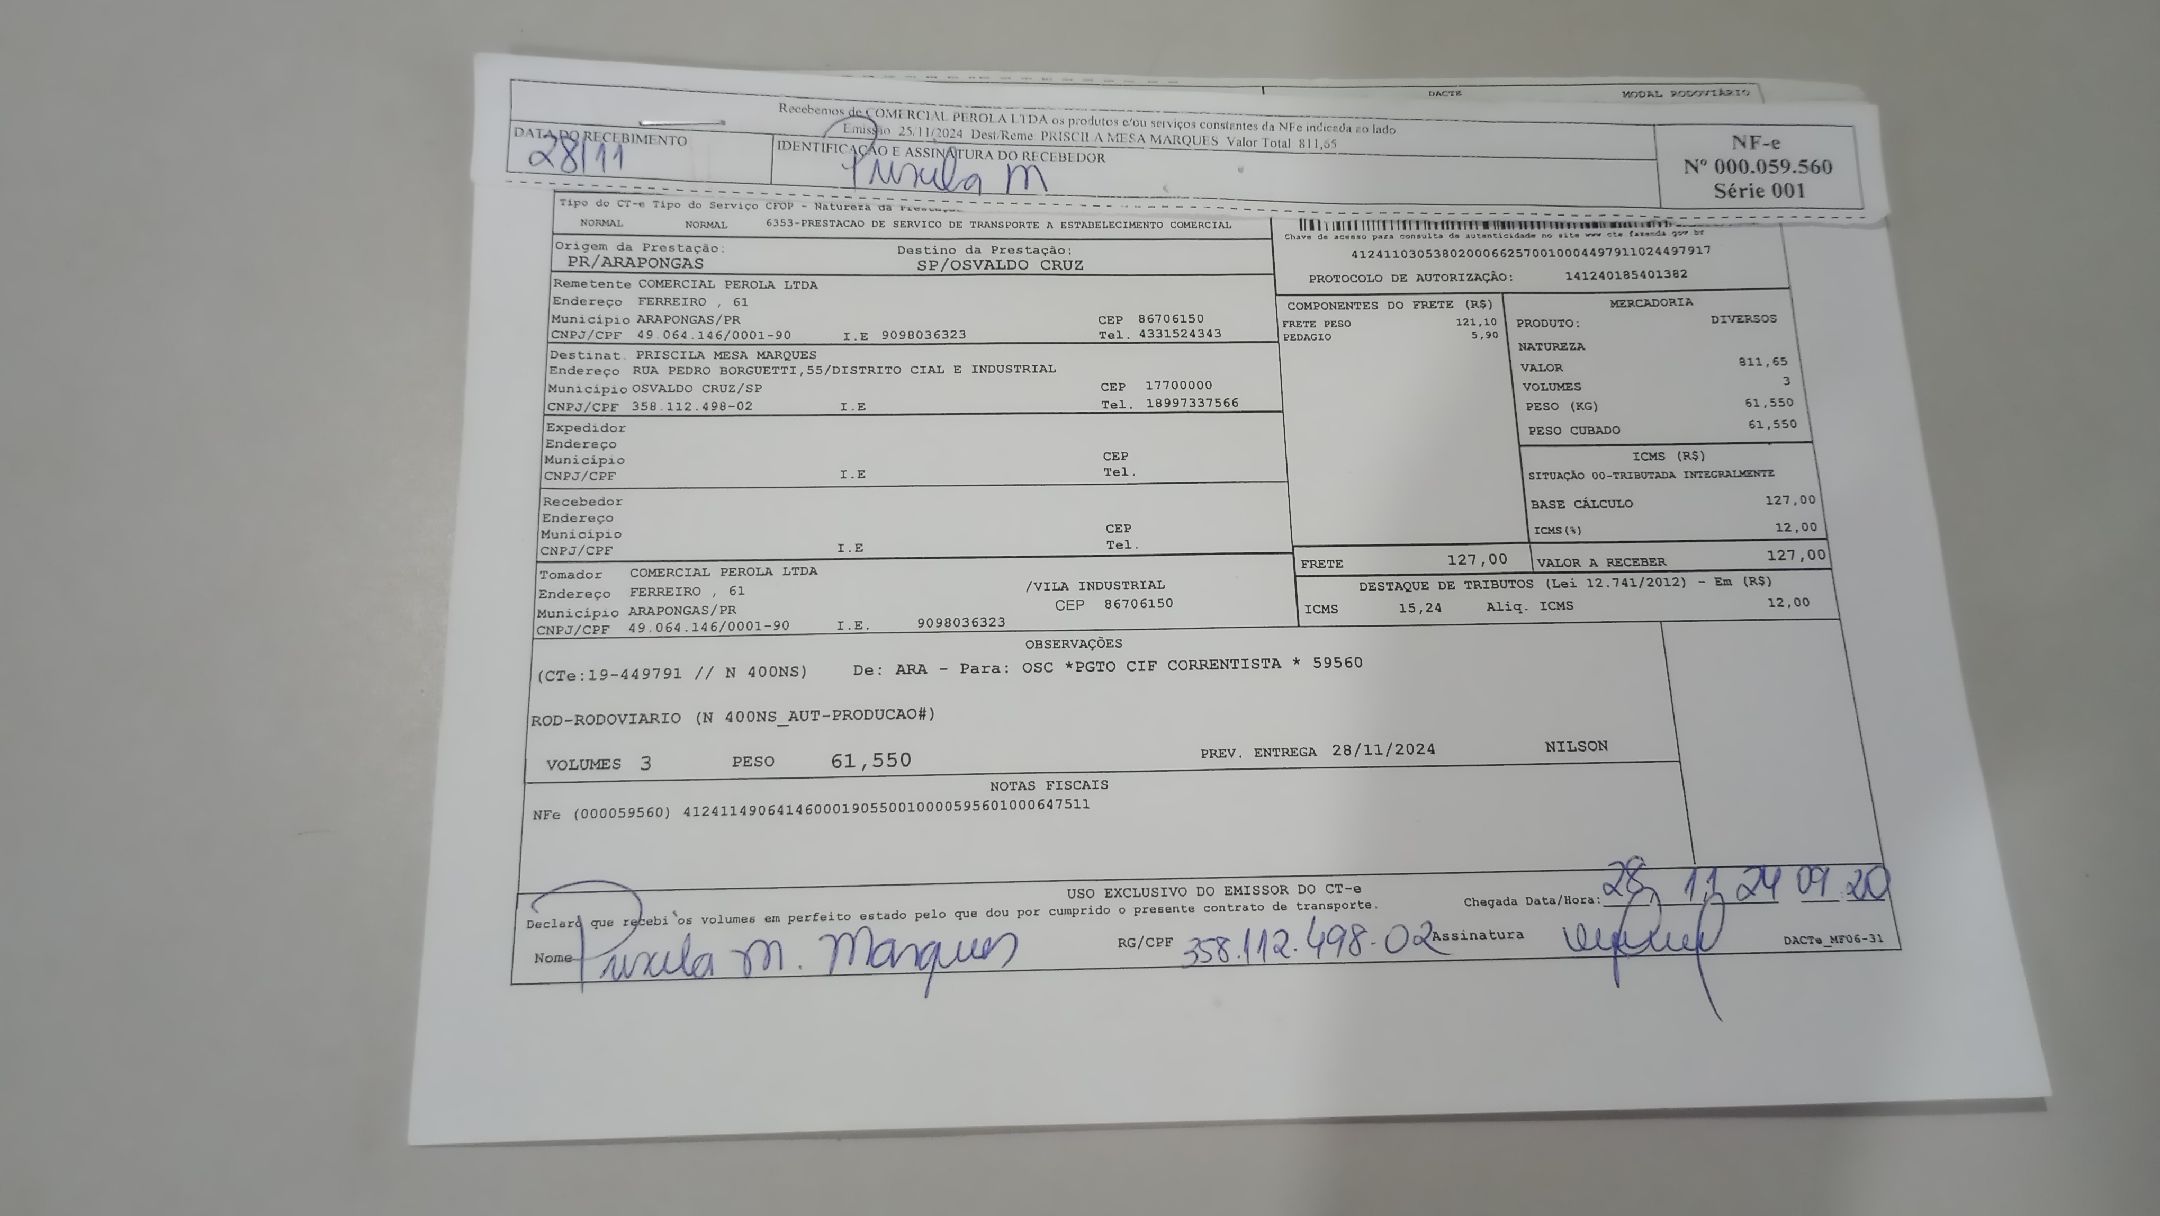 DACTE MODAL RODOVIÁRIO
Recebemos de COMERCIAL PEROLA LTDA os produtos e/ou serviços constantes da NFe indicada ao lado
Emissão 25/11/2024 Dest/Reme PRISCILA MESA MARQUES Valor Total 811,65
DATA DO RECEBIMENTO
28/11
IDENTIFICAÇÃO E ASSINATURA DO RECEBEDOR
Priscila M
NF-e
Nº 000.059.560
Série 001
Tipo do CT-e Tipo do Serviço CFOP - Natureza da Prestação
NORMAL NORMAL 6353-PRESTACAO DE SERVICO DE TRANSPORTE A ESTABELECIMENTO COMERCIAL
Chave de acesso para consulta de autenticidade no site www cte fazenda gov br
41241103053802000662570010004497911024497917
PROTOCOLO DE AUTORIZAÇÃO: 141240185401382
Origem da Prestação: Destino da Prestação:
PR/ARAPONGAS SP/OSVALDO CRUZ
Remetente COMERCIAL PEROLA LTDA
Endereço FERREIRO , 61
Município ARAPONGAS/PR CEP 86706150
CNPJ/CPF 49.064.146/0001-90 I.E 9098036323 Tel. 4331524343
Destinat. PRISCILA MESA MARQUES
Endereço RUA PEDRO BORGUETTI,55/DISTRITO CIAL E INDUSTRIAL
Município OSVALDO CRUZ/SP CEP 17700000
CNPJ/CPF 358.112.498-02 I.E Tel. 18997337566
Expedidor
Endereço
Município CEP
CNPJ/CPF I.E Tel.
Recebedor
Endereço
Município CEP
CNPJ/CPF I.E Tel.
Tomador COMERCIAL PEROLA LTDA
Endereço FERREIRO , 61 /VILA INDUSTRIAL
Município ARAPONGAS/PR CEP 86706150
CNPJ/CPF 49.064.146/0001-90 I.E. 9098036323
COMPONENTES DO FRETE (R$)
FRETE PESO 121,10
PEDAGIO 5,90
MERCADORIA
PRODUTO: DIVERSOS
NATUREZA
VALOR 811,65
VOLUMES 3
PESO (KG) 61,550
PESO CUBADO 61,550
ICMS (R$)
SITUAÇÃO 00-TRIBUTADA INTEGRALMENTE
BASE CÁLCULO 127,00
ICMS(%) 12,00
FRETE 127,00 VALOR A RECEBER 127,00
DESTAQUE DE TRIBUTOS (Lei 12.741/2012) - Em (R$)
ICMS 15,24 Aliq. ICMS 12,00
OBSERVAÇÕES
(CTe:19-449791 // N 400NS) De: ARA - Para: OSC *PGTO CIF CORRENTISTA * 59560
ROD-RODOVIARIO (N 400NS_AUT-PRODUCAO#)
VOLUMES 3 PESO 61,550 PREV. ENTREGA 28/11/2024 NILSON
NOTAS FISCAIS
NFe (000059560) 41241149064146000190550010000595601000647511
USO EXCLUSIVO DO EMISSOR DO CT-e
Declaro que recebi os volumes em perfeito estado pelo que dou por cumprido o presente contrato de transporte.
Chegada Data/Hora: 28 11 24 09 20
Nome Priscila M. Marques RG/CPF 358.112.498-02 Assinatura DACTe_MF06-31